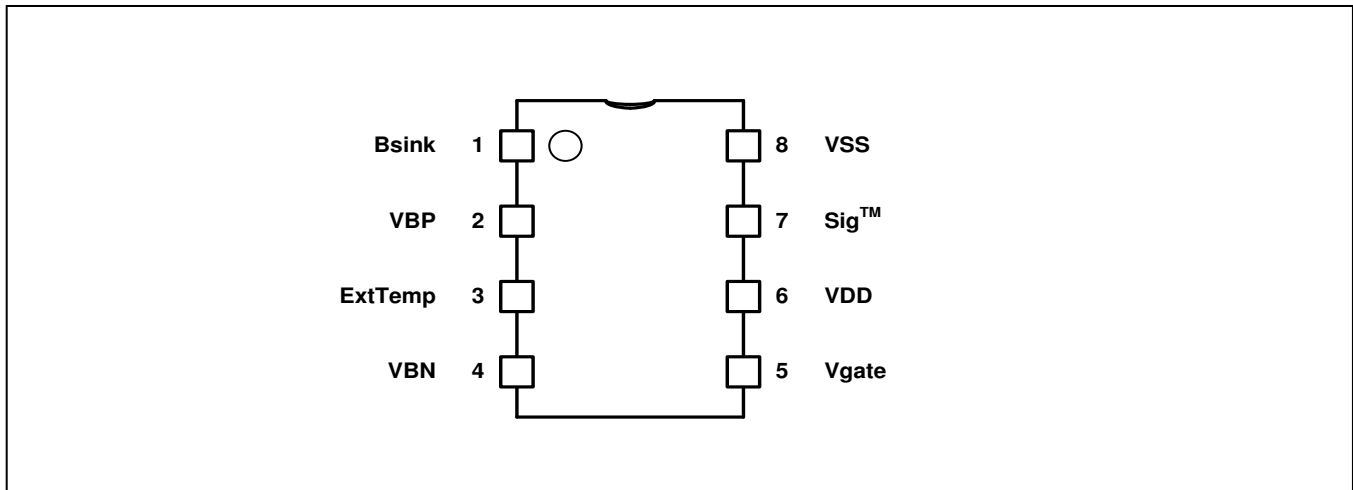 Bsink 1 8 VSS
VBP 2 7 Sig™
ExtTemp 3 6 VDD
VBN 4 5 Vgate